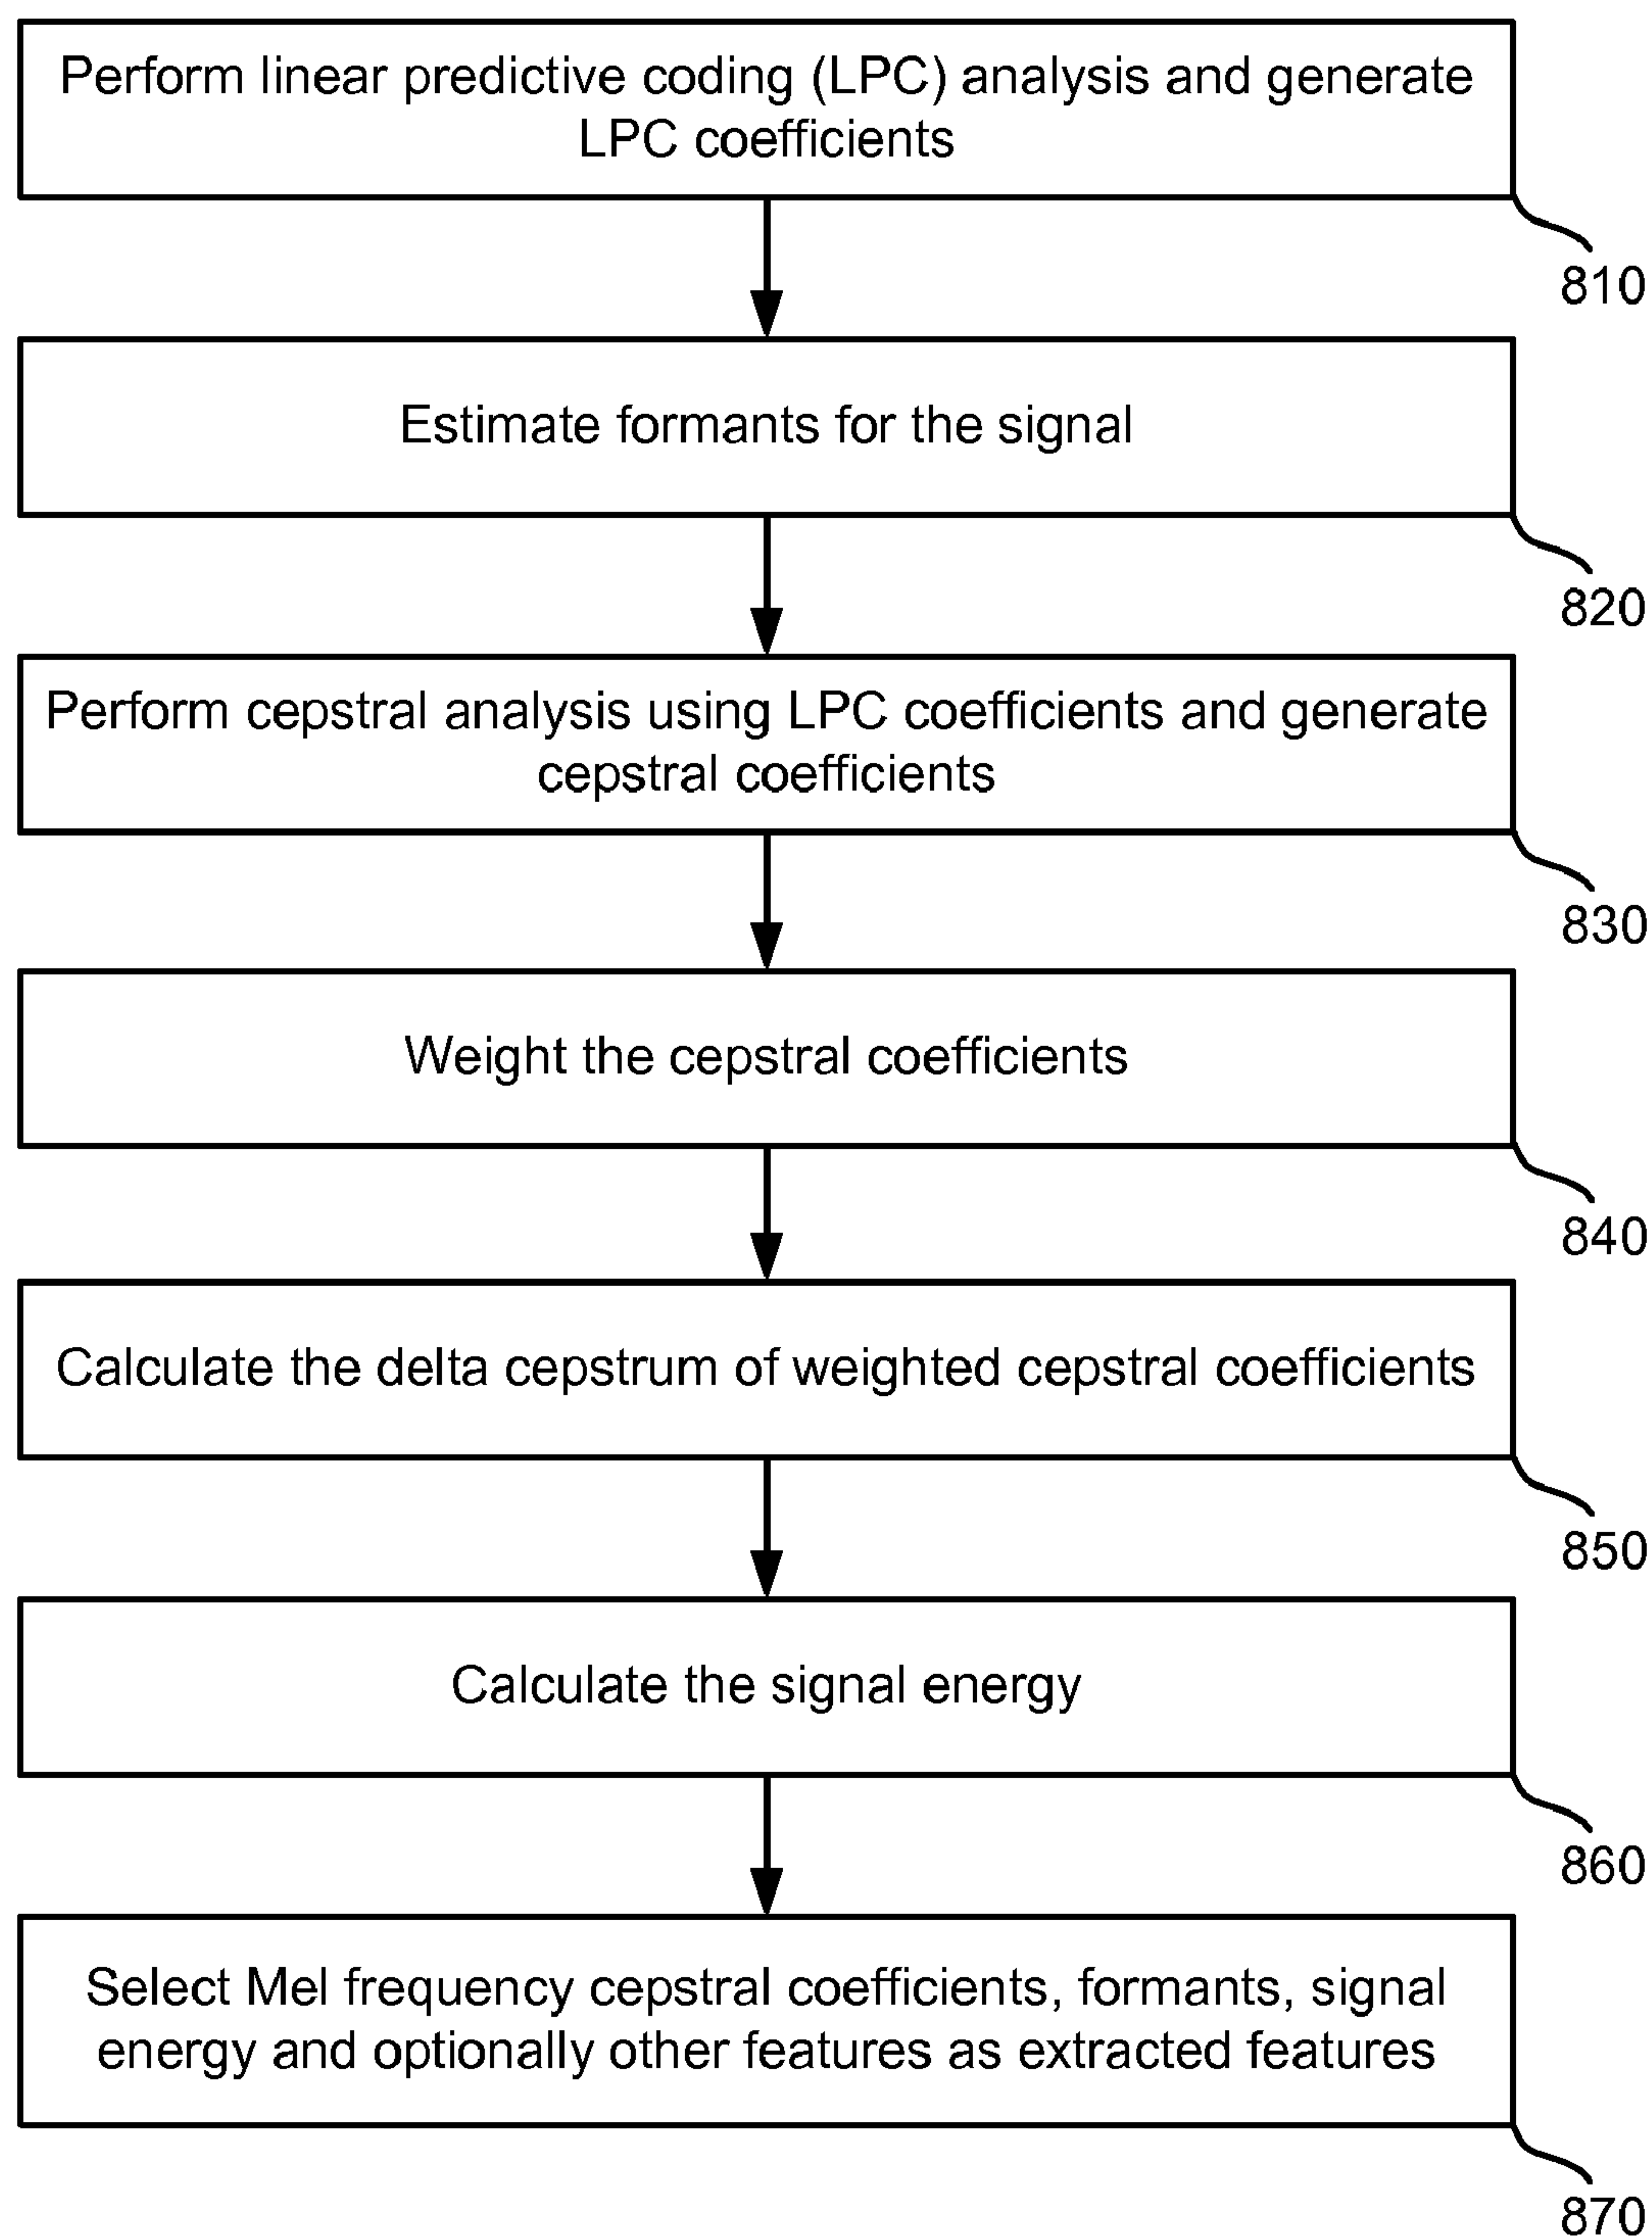 Perform linear predictive coding (LPC) analysis and generate
LPC coefficients
810
Estimate formants for the signal
820
Perform cepstral analysis using LPC coefficients and generate
cepstral coefficients
830
Weight the cepstral coefficients
840
Calculate the delta cepstrum of weighted cepstral coefficients
850
Calculate the signal energy
860
Select Mel frequency cepstral coefficients, formants, signal
energy and optionally other features as extracted features
870